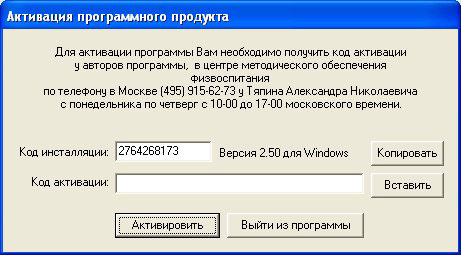 Активация программного продукта
Для активации программы Вам необходимо получить код активации
у авторов программы, в центре методического обеспечения
физвоспитания
по телефону в Москве (495) 915-62-73 у Тяпина Александра Николаевича
с понедельника по четверг с 10-00 до 17-00 московского времени.
Код инсталляции: 2764268173 Версия 2.50 для Windows Копировать
Код активации: Вставить
Активировать Выйти из программы